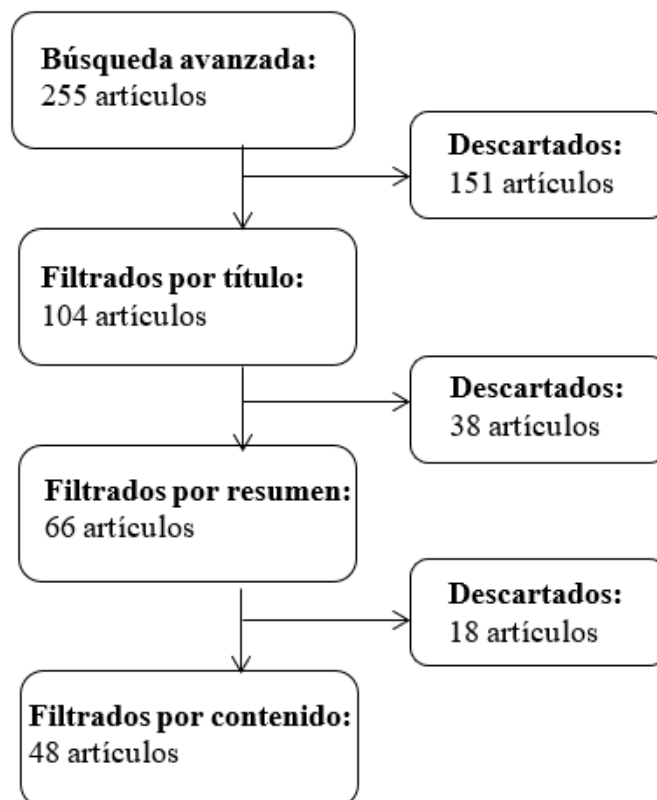 Búsqueda avanzada:
255 artículos
Descartados:
151 artículos
Filtrados por título:
104 artículos
Descartados:
38 artículos
Filtrados por resumen:
66 artículos
Descartados:
18 artículos
Filtrados por contenido:
48 artículos